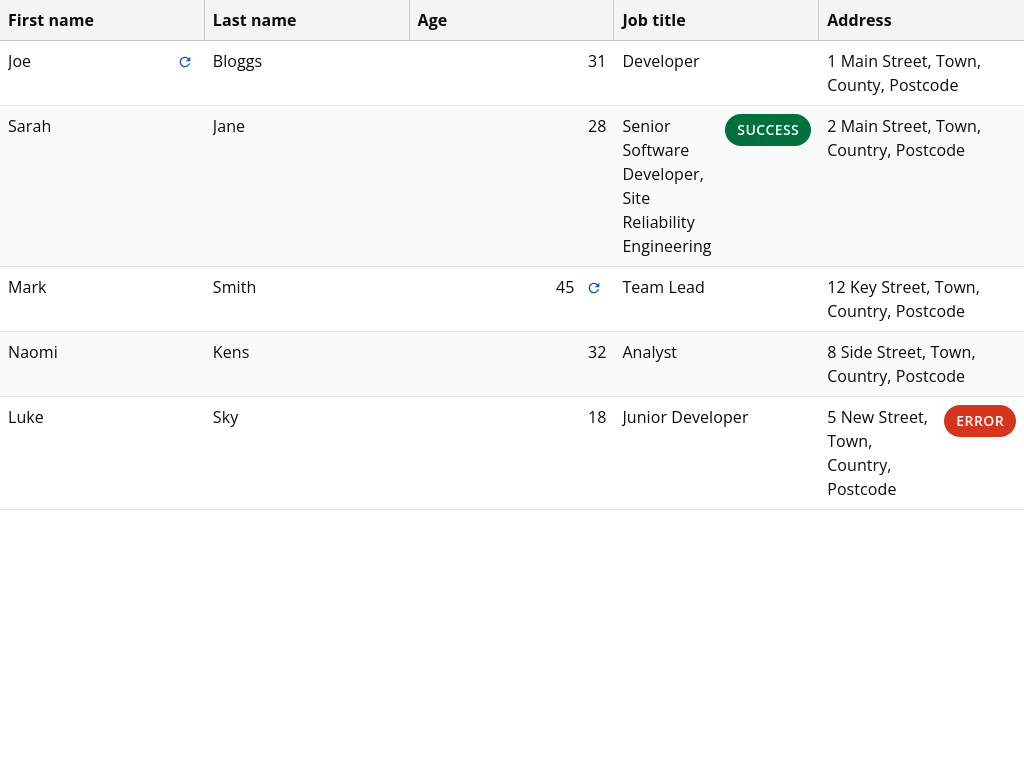 First name Last name Age Job title Address
Joe Bloggs 31 Developer 1 Main Street, Town,
County, Postcode
Sarah Jane 28 Senior SUCCESS 2 Main Street, Town,
Software Country, Postcode
Developer,
Site
Reliability
Engineering
Mark Smith 45 Team Lead 12 Key Street, Town,
Country, Postcode
Naomi Kens 32 Analyst 8 Side Street, Town,
Country, Postcode
Luke Sky 18 Junior Developer 5 New Street, ERROR
Town,
Country,
Postcode